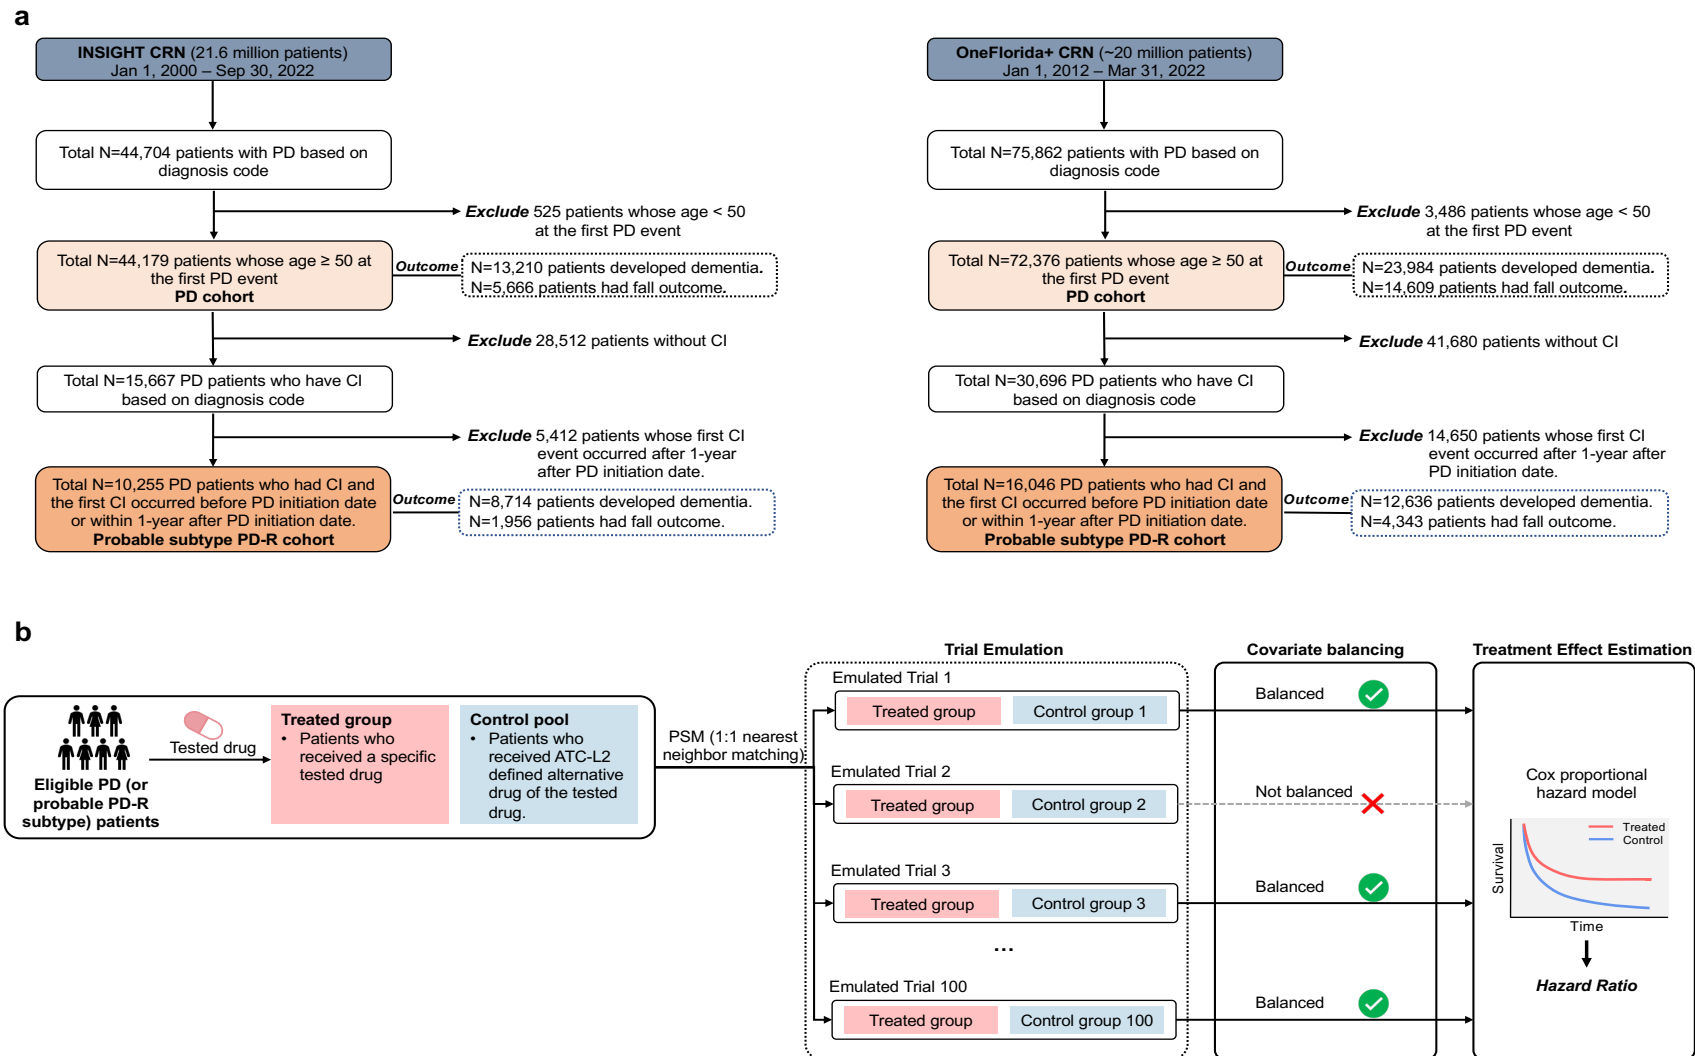 a
INSIGHT CRN (21.6 million patients)
Jan 1, 2000 – Sep 30, 2022
Total N=44,704 patients with PD based on
diagnosis code
Exclude 525 patients whose age < 50
at the first PD event
Total N=44,179 patients whose age ≥ 50 at
the first PD event
PD cohort
Outcome
N=13,210 patients developed dementia.
N=5,666 patients had fall outcome.
Exclude 28,512 patients without CI
Total N=15,667 PD patients who have CI
based on diagnosis code
Exclude 5,412 patients whose first CI
event occurred after 1-year
after PD initiation date.
Total N=10,255 PD patients who had CI and
the first CI occurred before PD initiation date
or within 1-year after PD initiation date.
Probable subtype PD-R cohort
Outcome
N=8,714 patients developed dementia.
N=1,956 patients had fall outcome.
OneFlorida+ CRN (~20 million patients)
Jan 1, 2012 – Mar 31, 2022
Total N=75,862 patients with PD based on
diagnosis code
Exclude 3,486 patients whose age < 50
at the first PD event
Total N=72,376 patients whose age ≥ 50 at
the first PD event
PD cohort
Outcome
N=23,984 patients developed dementia.
N=14,609 patients had fall outcome.
Exclude 41,680 patients without CI
Total N=30,696 PD patients who have CI
based on diagnosis code
Exclude 14,650 patients whose first CI
event occurred after 1-year after
PD initiation date.
Total N=16,046 PD patients who had CI and
the first CI occurred before PD initiation date
or within 1-year after PD initiation date.
Probable subtype PD-R cohort
Outcome
N=12,636 patients developed dementia.
N=4,343 patients had fall outcome.
b
Eligible PD (or
probable PD-R
subtype) patients
Tested drug
Treated group
• Patients who
received a specific
tested drug
Control pool
• Patients who
received ATC-L2
defined alternative
drug of the tested
drug.
PSM (1:1 nearest
neighbor matching)
Trial Emulation
Emulated Trial 1
Treated group
Control group 1
Emulated Trial 2
Treated group
Control group 2
Emulated Trial 3
Treated group
Control group 3
...
Emulated Trial 100
Treated group
Control group 100
Covariate balancing
Balanced
Not balanced
Balanced
Balanced
Treatment Effect Estimation
Cox proportional
hazard model
Treated
Control
Survival
Time
Hazard Ratio